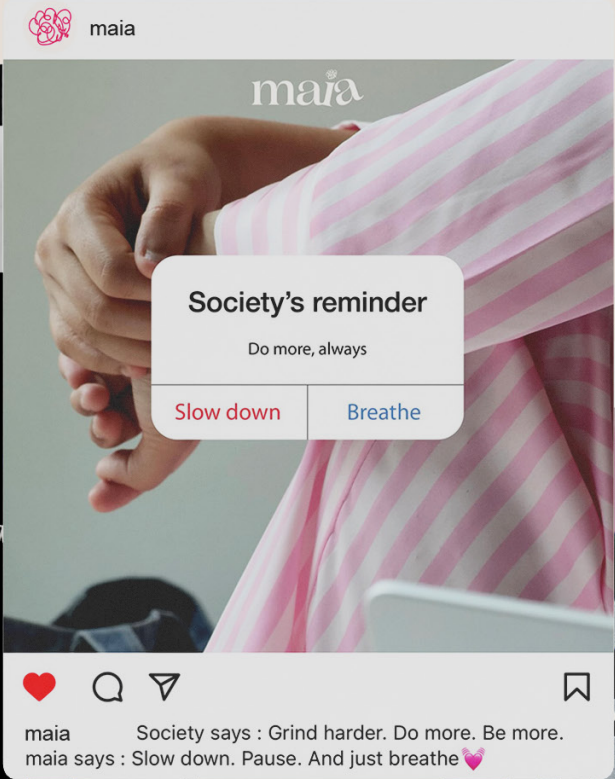 maia
maia
Society's reminder
Do more, always
Slow down
Breathe
maia Society says : Grind harder. Do more. Be more.
maia says : Slow down. Pause. And just breathe💓